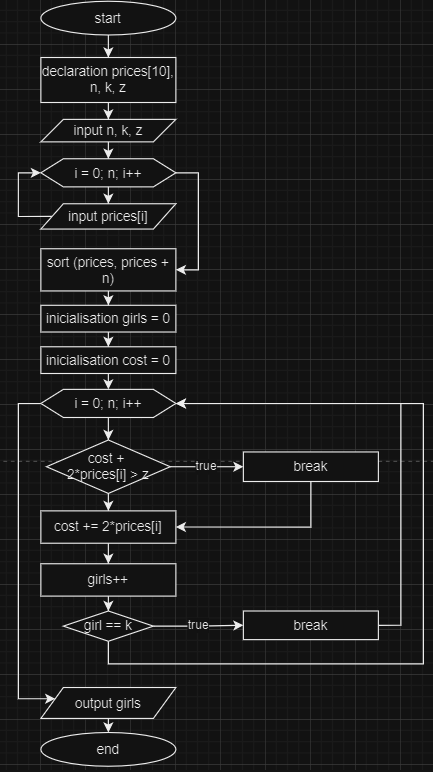 start
declaration prices[10],
n, k, z
input n, k, z
i = 0; n; i++
input prices[i]
sort (prices, prices +
n)
inicialisation girls = 0
inicialisation cost = 0
i = 0; n; i++
cost +
2*prices[i] > z
true
break
cost += 2*prices[i]
girls++
girl == k
true
break
output girls
end